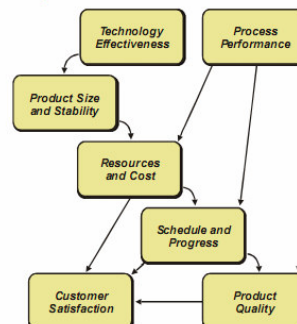 Technology
Effectiveness
Process
Performance
Product Size
and Stability
Resources
and Cost
Schedule and
Progress
Customer
Satisfaction
Product
Quality